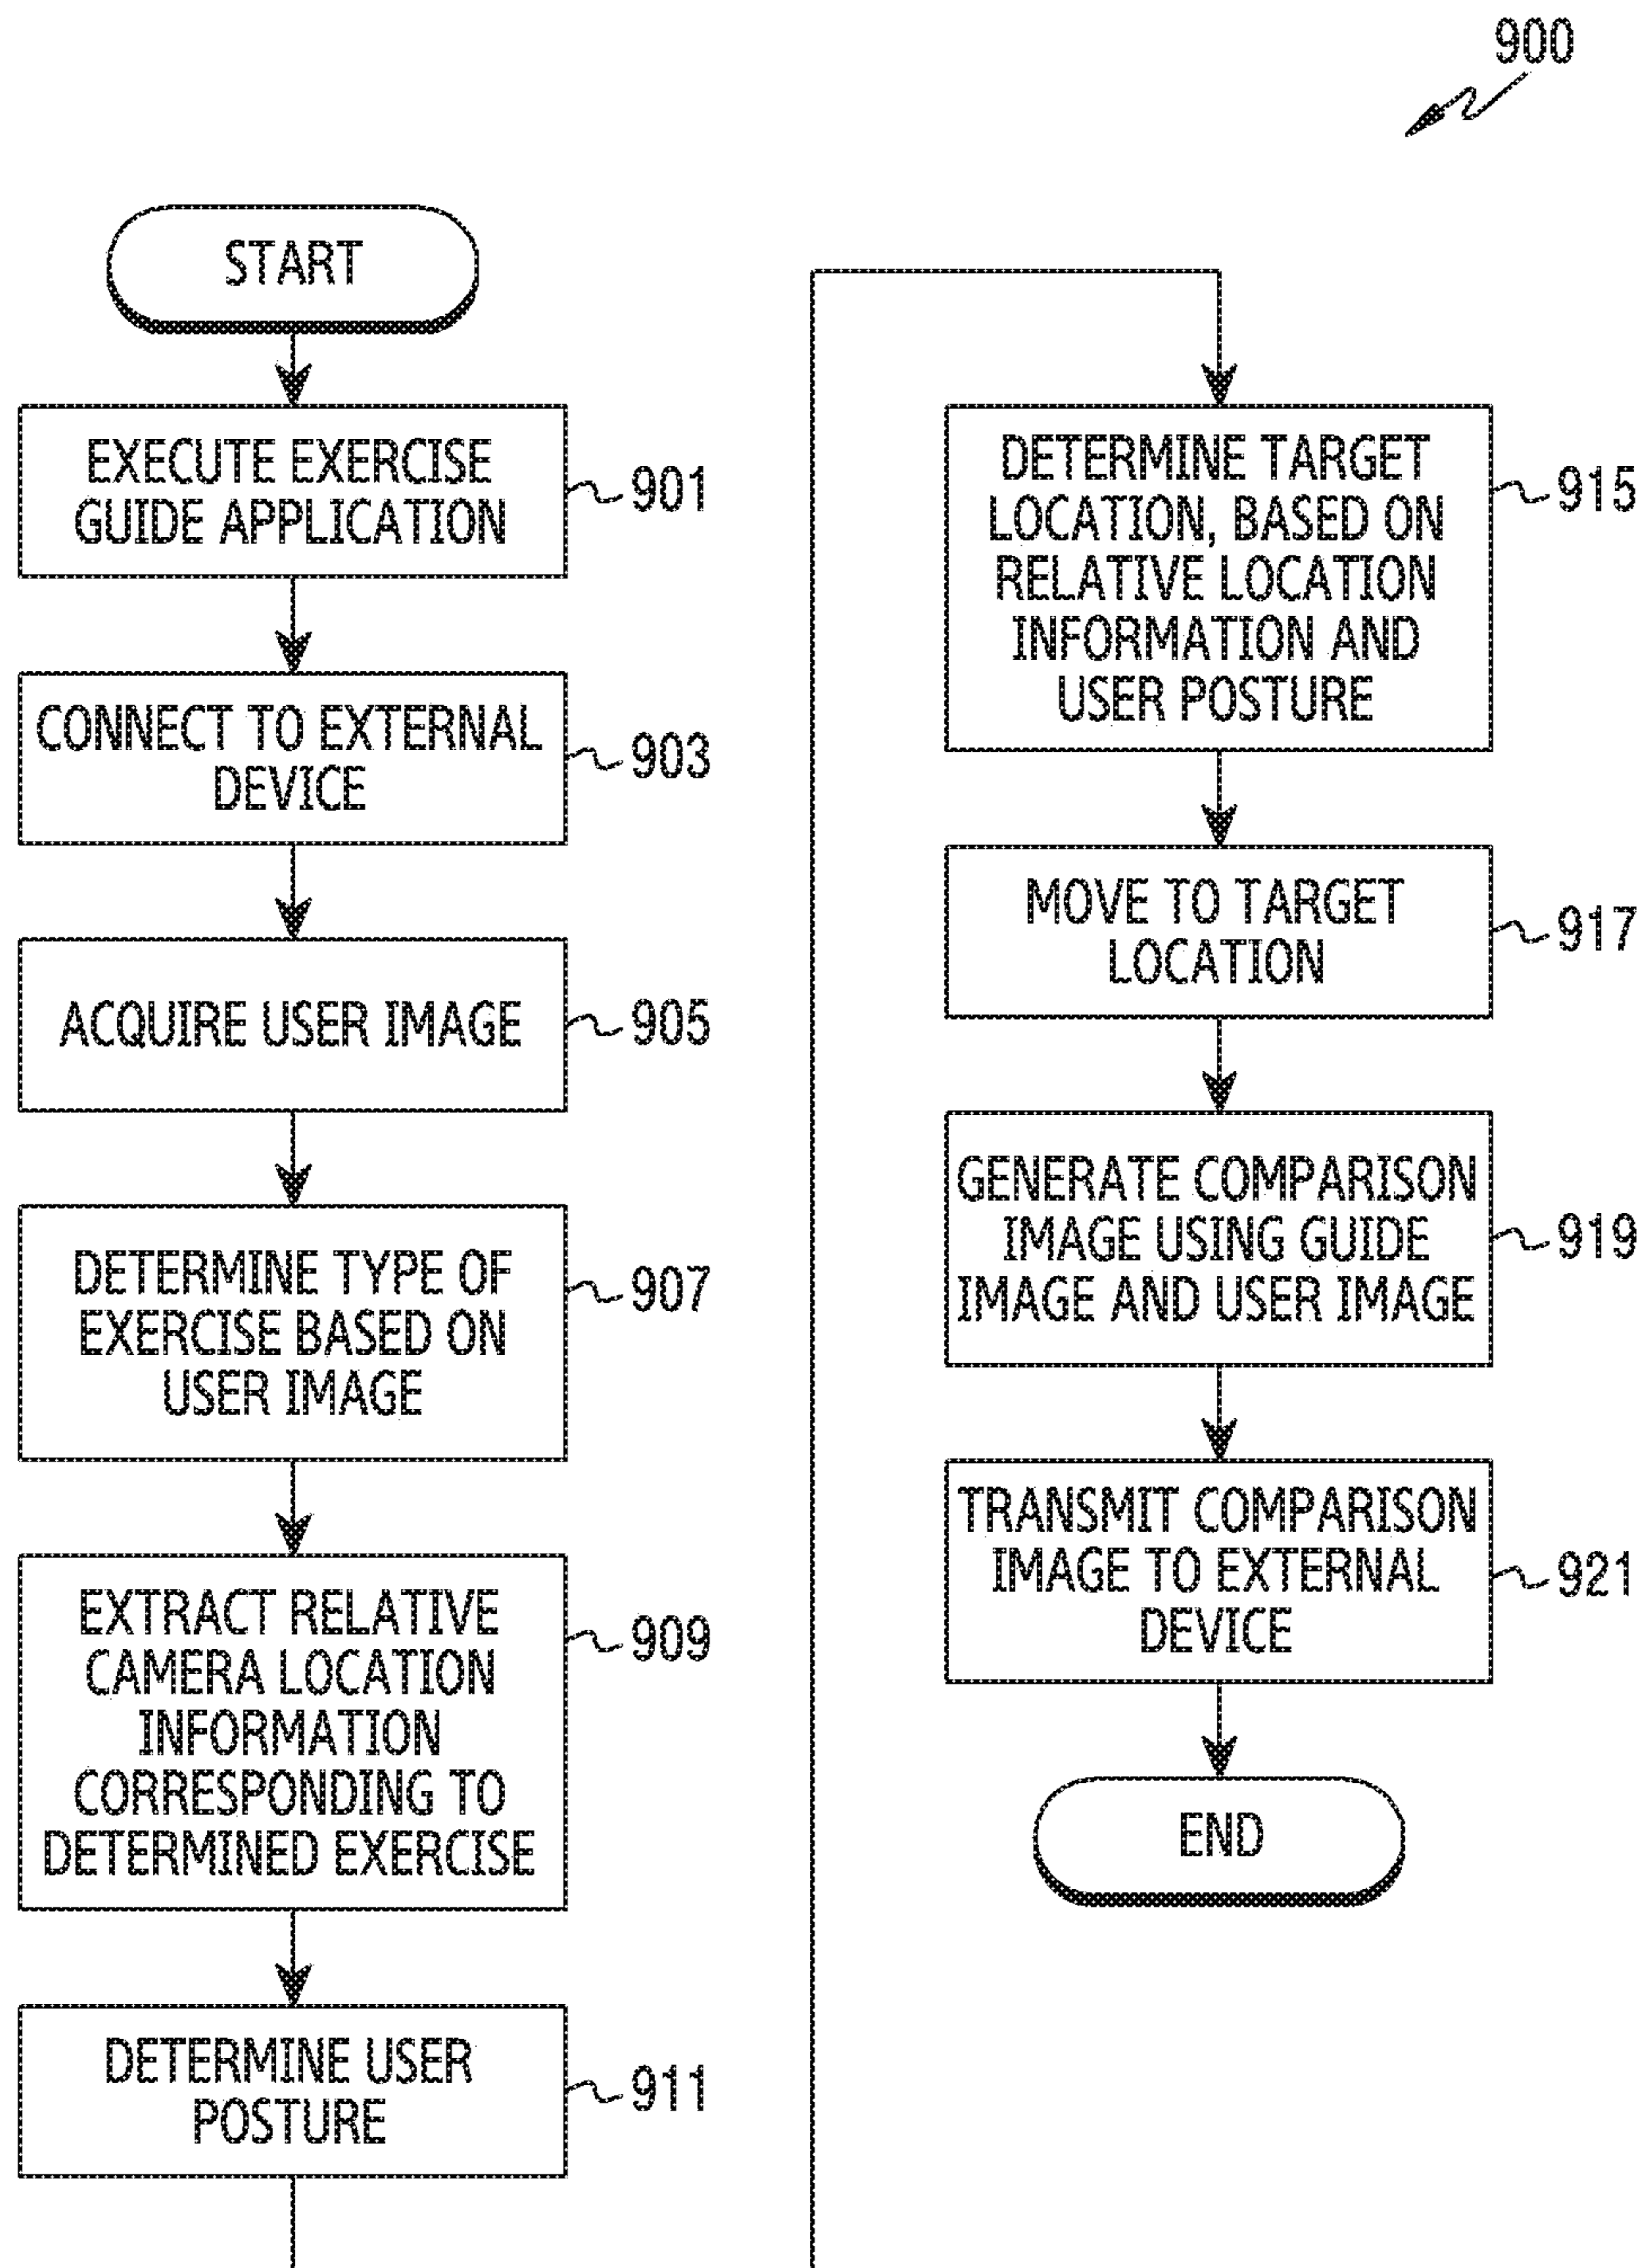 900
START
EXECUTE EXERCISE
GUIDE APPLICATION
901
CONNECT TO EXTERNAL
DEVICE
903
ACQUIRE USER IMAGE
905
DETERMINE TYPE OF
EXERCISE BASED ON
USER IMAGE
907
EXTRACT RELATIVE
CAMERA LOCATION
INFORMATION
CORRESPONDING TO
DETERMINED EXERCISE
909
DETERMINE USER
POSTURE
911
DETERMINE TARGET
LOCATION, BASED ON
RELATIVE LOCATION
INFORMATION AND
USER POSTURE
915
MOVE TO TARGET
LOCATION
917
GENERATE COMPARISON
IMAGE USING GUIDE
IMAGE AND USER IMAGE
919
TRANSMIT COMPARISON
IMAGE TO EXTERNAL
DEVICE
921
END